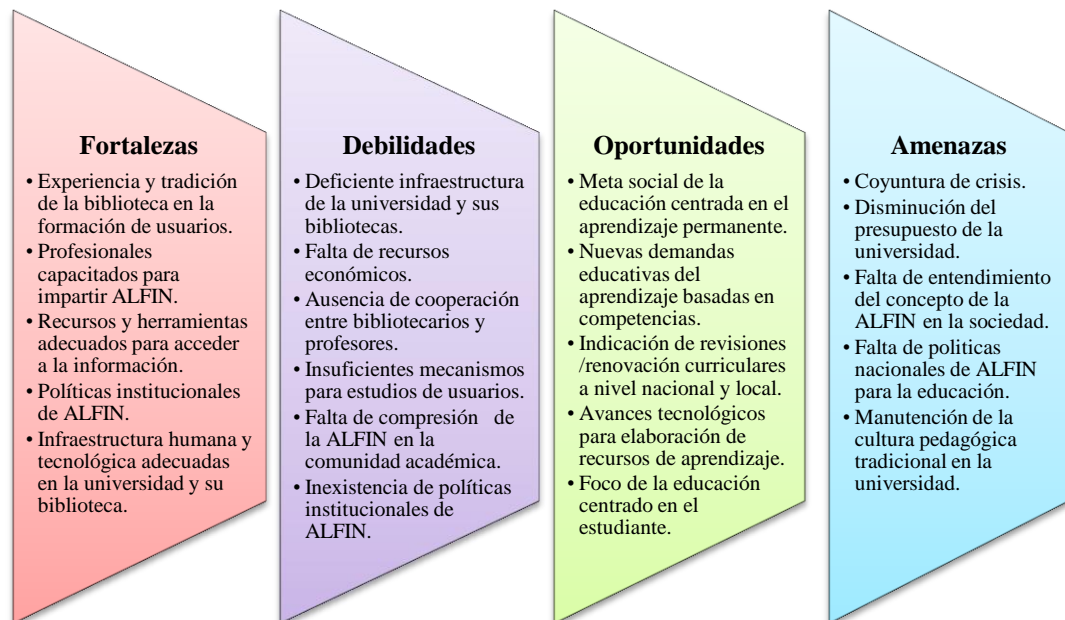 Fortalezas
• Experiencia y tradición
de la biblioteca en la
formación de usuarios.
• Profesionales
capacitados para
impartir ALFIN.
• Recursos y herramientas
adecuados para acceder
a la información.
• Políticas institucionales
de ALFIN.
• Infraestructura humana y
tecnológica adecuadas
en la universidad y su
biblioteca.
Debilidades
• Deficiente infraestructura
de la universidad y sus
bibliotecas.
• Falta de recursos
económicos.
• Ausencia de cooperación
entre bibliotecarios y
profesores.
• Insuficientes mecanismos
para estudios de usuarios.
• Falta de compresión de
la ALFIN en la
comunidad académica.
• Inexistencia de políticas
institucionales de
ALFIN.
Oportunidades
• Meta social de la
educación centrada en el
aprendizaje permanente.
• Nuevas demandas
educativas del
aprendizaje basadas en
competencias.
• Indicación de revisiones
/renovación curriculares
a nivel nacional y local.
• Avances tecnológicos
para elaboración de
recursos de aprendizaje.
• Foco de la educación
centrado en el
estudiante.
Amenazas
• Coyuntura de crisis.
• Disminución del
presupuesto de la
universidad.
• Falta de entendimiento
del concepto de la
ALFIN en la sociedad.
• Falta de politicas
nacionales de ALFIN
para la educación.
• Manutención de la
cultura pedagógica
tradicional en la
universidad.